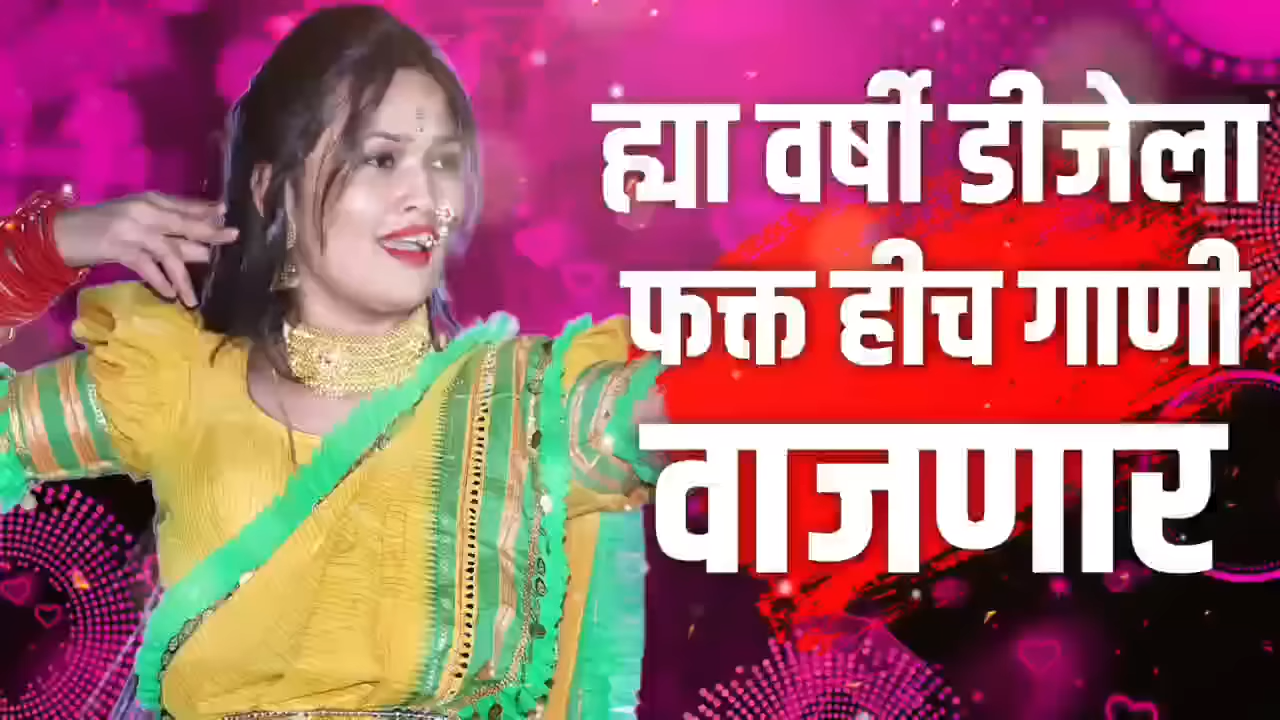 ह्या वर्षी डीजेला
फक्त हीच गाणी
वाजणार